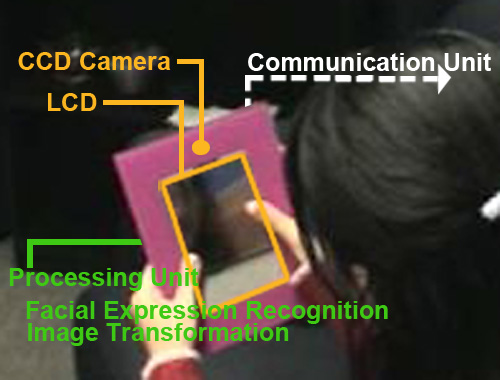 CCD Camera
Communication Unit
LCD
Processing Unit
Facial Expression Recognition
Image Transformation